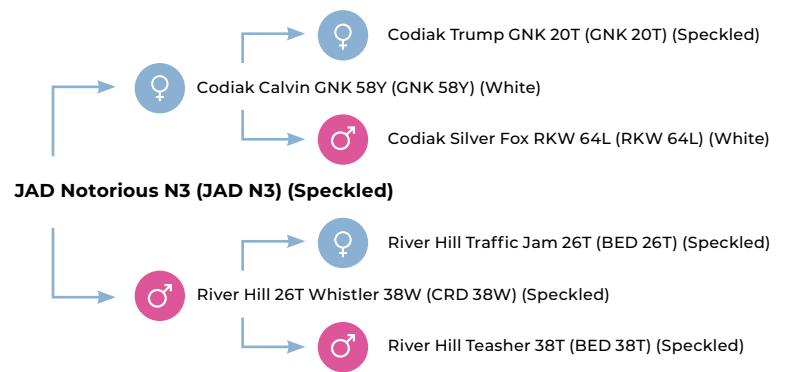 Codiak Trump GNK 20T (GNK 20T) (Speckled)
Codiak Calvin GNK 58Y (GNK 58Y) (White)
Codiak Silver Fox RKW 64L (RKW 64L) (White)
JAD Notorious N3 (JAD N3) (Speckled)
River Hill Traffic Jam 26T (BED 26T) (Speckled)
River Hill 26T Whistler 38W (CRD 38W) (Speckled)
River Hill Teasher 38T (BED 38T) (Speckled)